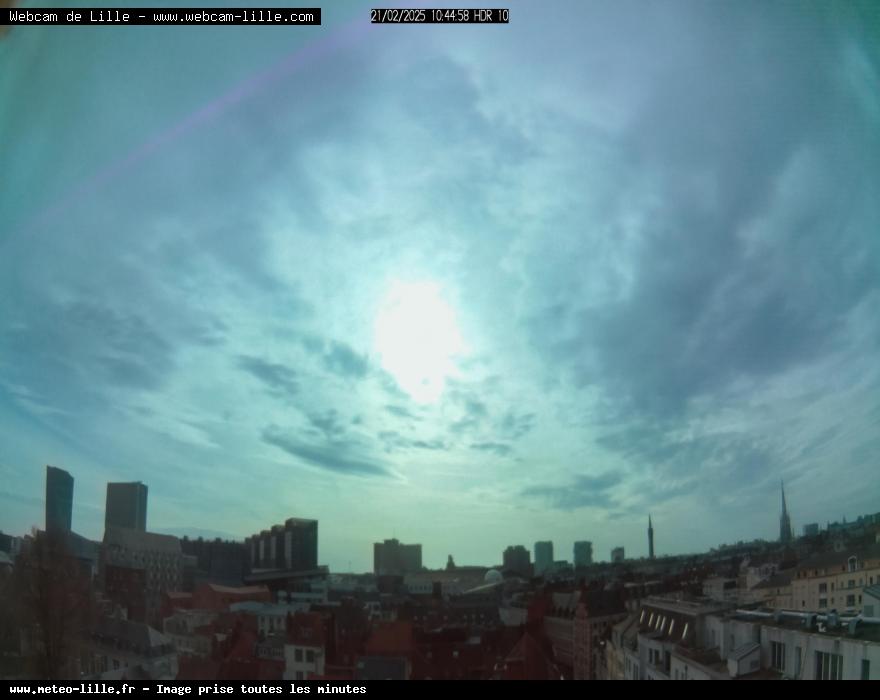 Webcam de Lille - www.webcam-lille.com
21/02/2025 10:44:58 HDR 10
www.meteo-lille.fr - Image prise toutes les minutes